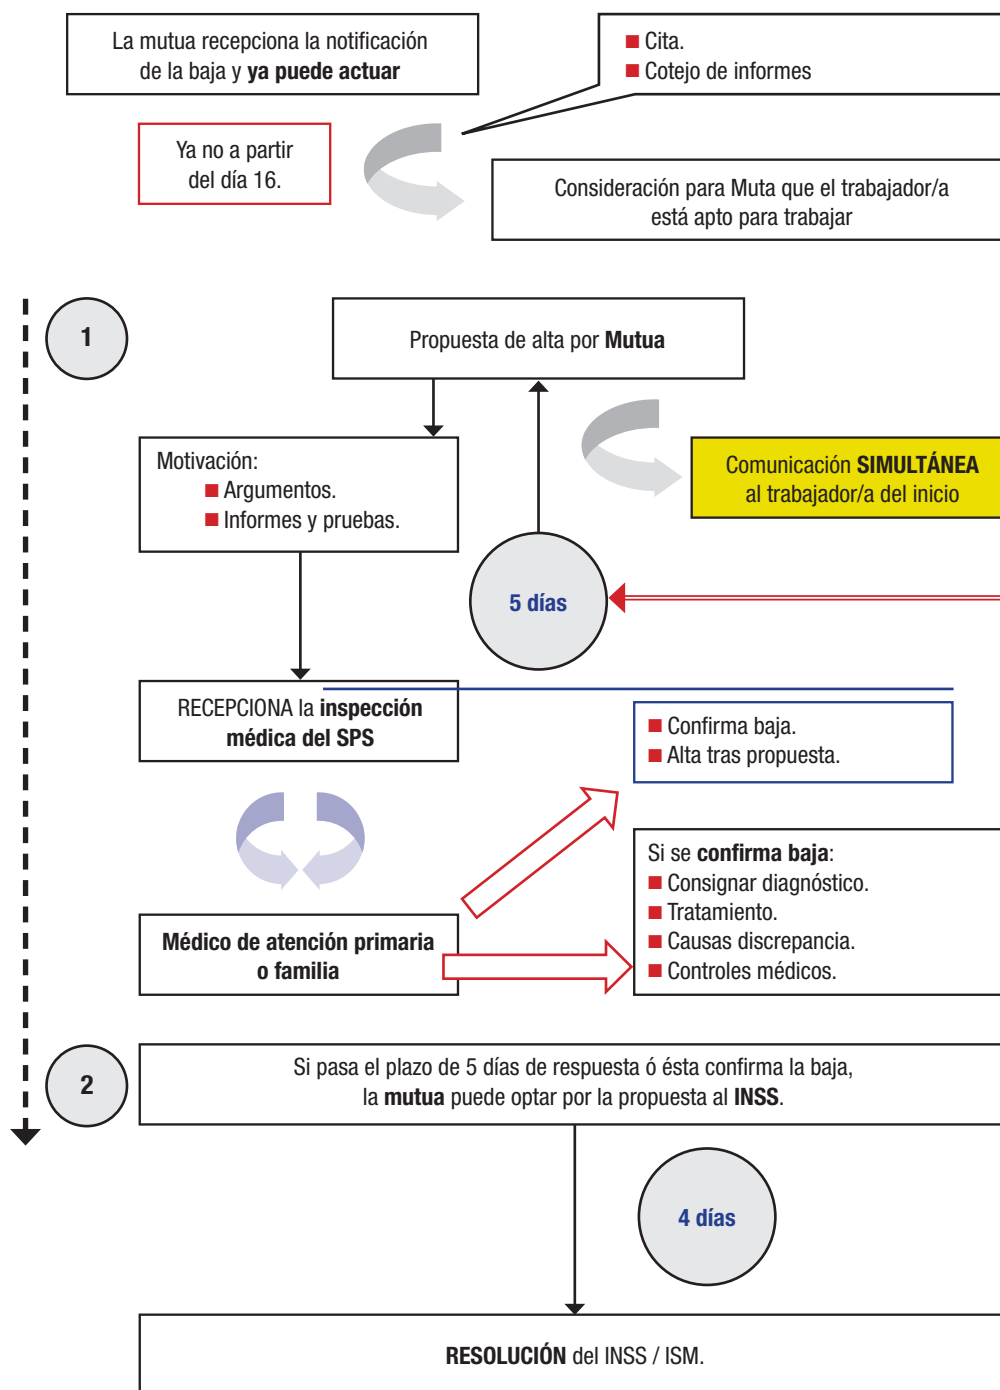 La mutua recepciona la notificación
de la baja y ya puede actuar
■ Cita.
■ Cotejo de informes
Ya no a partir
del día 16.
Consideración para Muta que el trabajador/a
está apto para trabajar
1
Propuesta de alta por Mutua
Motivación:
■ Argumentos.
■ Informes y pruebas.
Comunicación SIMULTÁNEA
al trabajador/a del inicio
5 días
RECEPCIONA la inspección
médica del SPS
■ Confirma baja.
■ Alta tras propuesta.
Médico de atención primaria
o familia
Si se confirma baja:
■ Consignar diagnóstico.
■ Tratamiento.
■ Causas discrepancia.
■ Controles médicos.
2
Si pasa el plazo de 5 días de respuesta ó ésta confirma la baja,
la mutua puede optar por la propuesta al INSS.
4 días
RESOLUCIÓN del INSS / ISM.